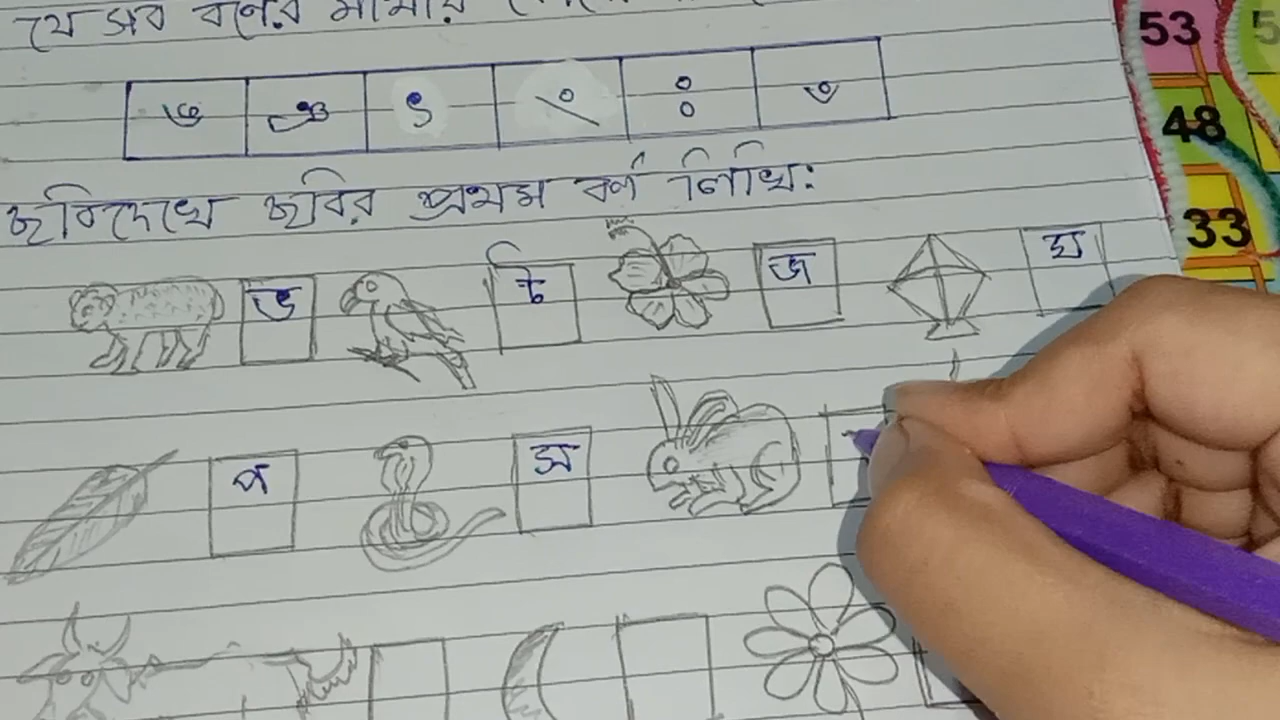 যে সব বর্ণের
ঙ ঞ ৎ ং ঃ ঁ
ছবি দেখে ছবির প্রথম বর্ণ লিখি:
ভ টি জ ঘ
প স
53
48
33